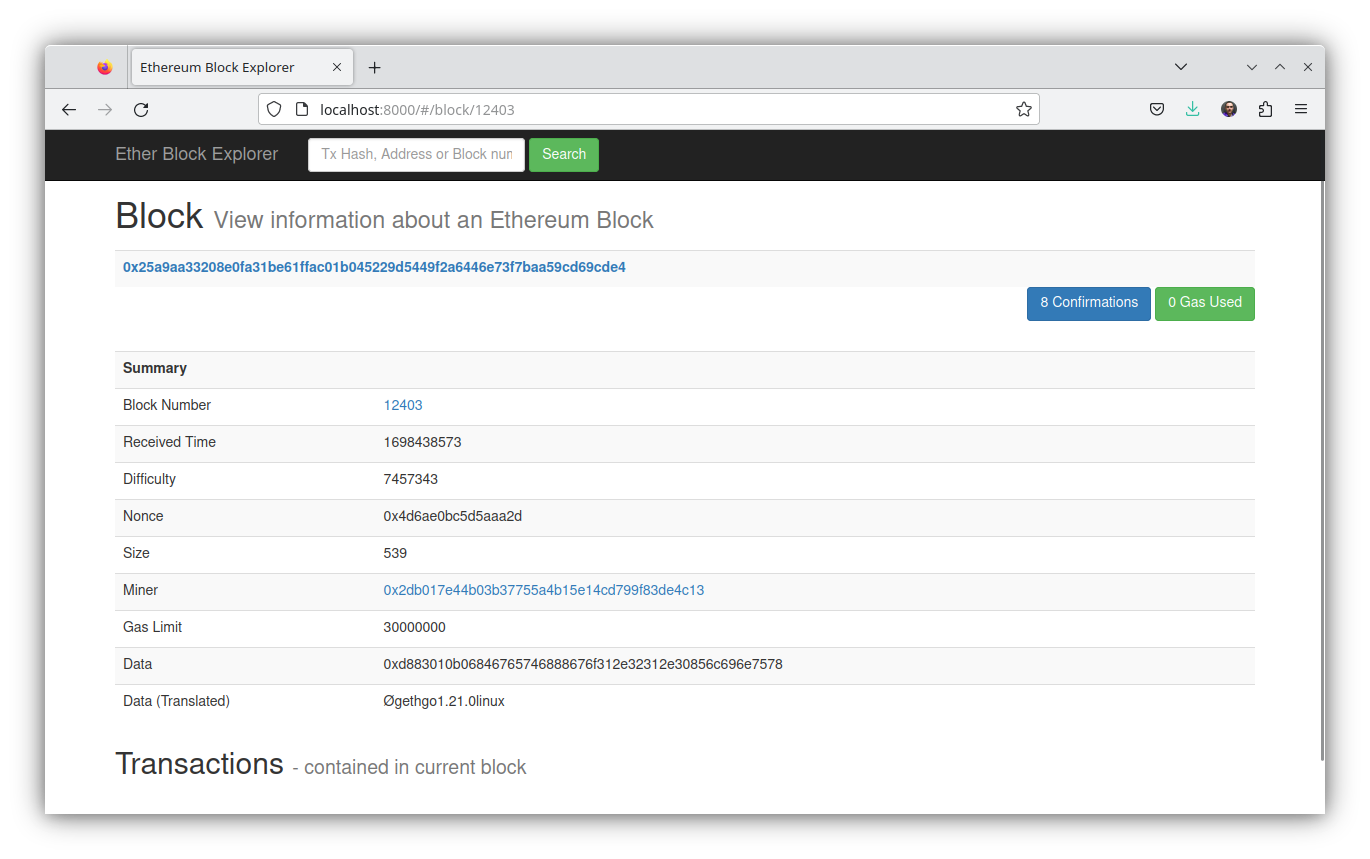 Ethereum Block Explorer
localhost:8000/#/block/12403
Ether Block Explorer Tx Hash, Address or Block num Search
Block View information about an Ethereum Block
0x25a9aa33208e0fa31be61ffac01b045229d5449f2a6446e73f7baa59cd69cde4
8 Confirmations 0 Gas Used
Summary
Block Number 12403
Received Time 1698438573
Difficulty 7457343
Nonce 0x4d6ae0bc5d5aaa2d
Size 539
Miner 0x2db017e44b03b37755a4b15e14cd799f83de4c13
Gas Limit 30000000
Data 0xd883010b06846765746888676f312e32312e30856c696e7578
Data (Translated) Øgethgo1.21.0linux
Transactions - contained in current block